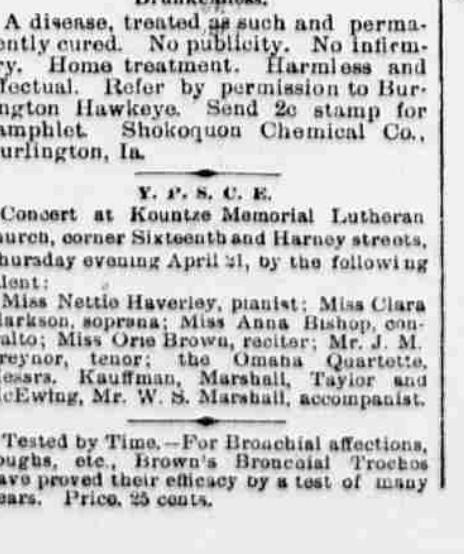 A disease, treated as such and perma-
ently cured. No publicity. No infirm-
ry. Home treatment. Harmless and
ffectual. Refer by permission to Bur-
ngton Hawkeye. Send 2c stamp for
amphlet. Shokoquon Chemical Co.,
urlington, Ia.
Y. P. S. C. E.
Concert at Kountze Memorial Lutheran
hurch, corner Sixteenth and Harney streets,
hursday evening April 21, by the following
lent:
Miss Nettie Haverley, pianist; Miss Clara
larkson, soprana; Miss Anna Bishop, con-
alto; Miss Orie Brown, reciter; Mr. J. M.
reynor, tenor; the Omaha Quartette,
essrs. Kauffman, Marshall, Taylor and
cEwing, Mr. W. S. Marshall, accompanist.
Tested by Time.—For Bronchial affections,
oughs, etc., Brown's Broncnial Troches
ave proved their efficacy by a test of many
ears. Price, 25 cents.